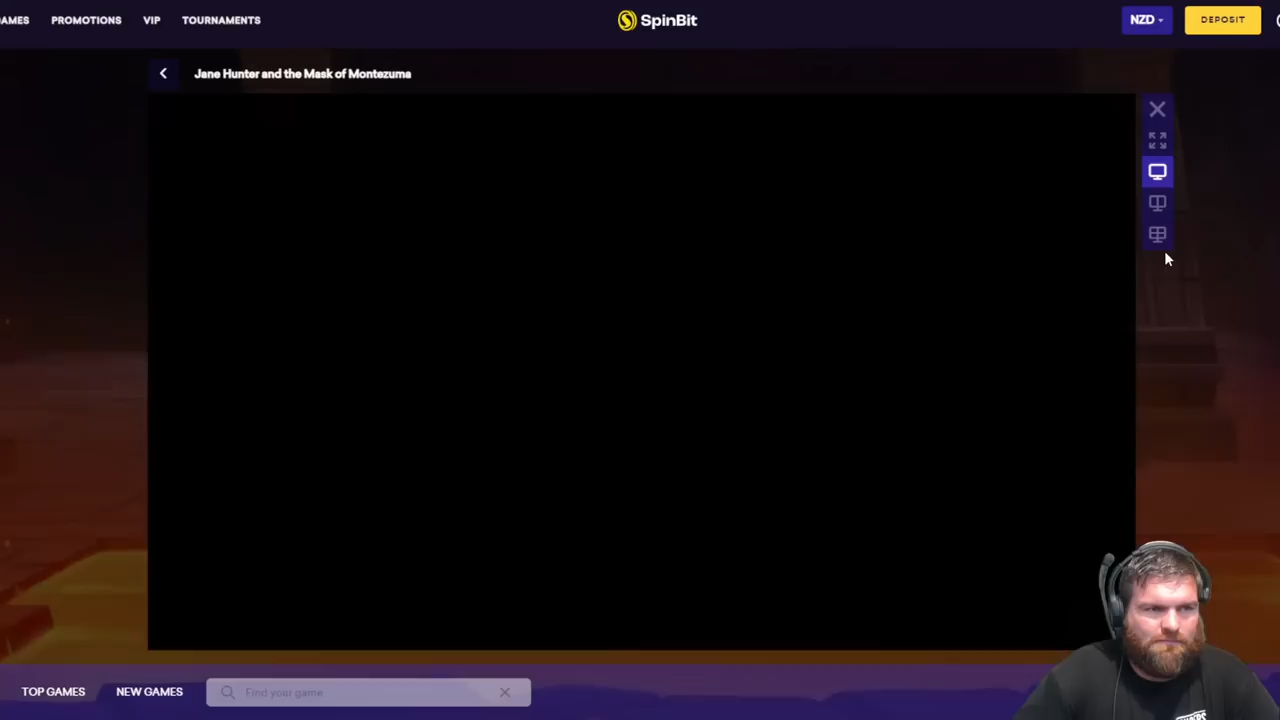 PROMOTIONS
VIP
TOURNAMENTS
SpinBit
NZD
DEPOSIT
Jane Hunter and the Mask of Montezuma
TOP GAMES
NEW GAMES
Find your game